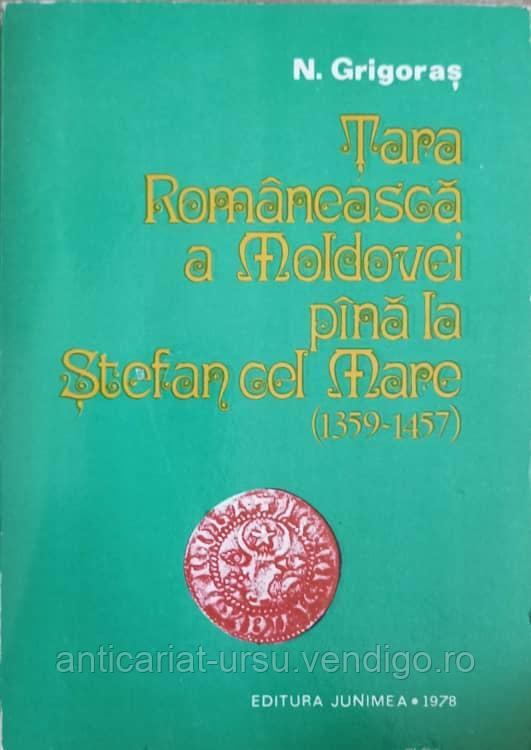 N. Grigoraș
Țara
Românească
a Moldovei
pînă la
Ștefan cel Mare
(1359-1457)
anticariat-ursu.vendigo.ro
EDITURA JUNIMEA • 1978